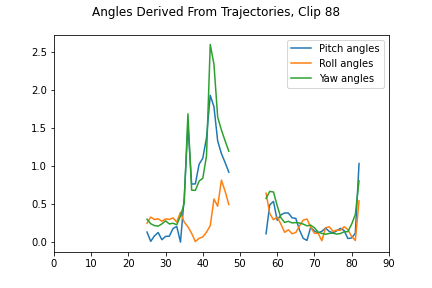 Angles Derived From Trajectories, Clip 88
Pitch angles
Roll angles
Yaw angles
2.5
2.0
1.5
1.0
0.5
0.0
0 10 20 30 40 50 60 70 80 90